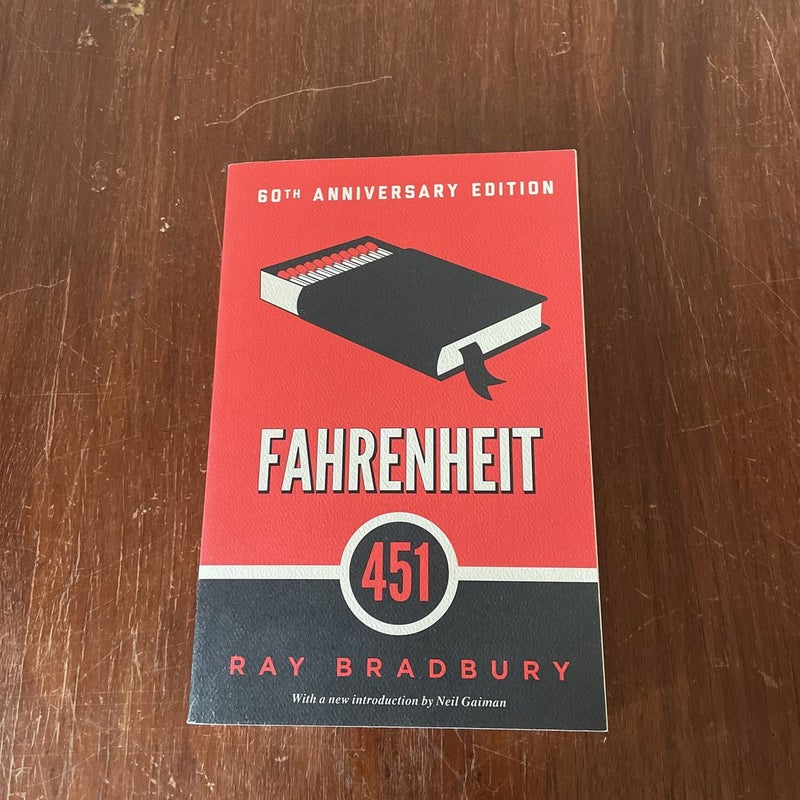 60TH ANNIVERSARY EDITION
FAHRENHEIT
451
RAY BRADBURY
With a new introduction by Neil Gaiman